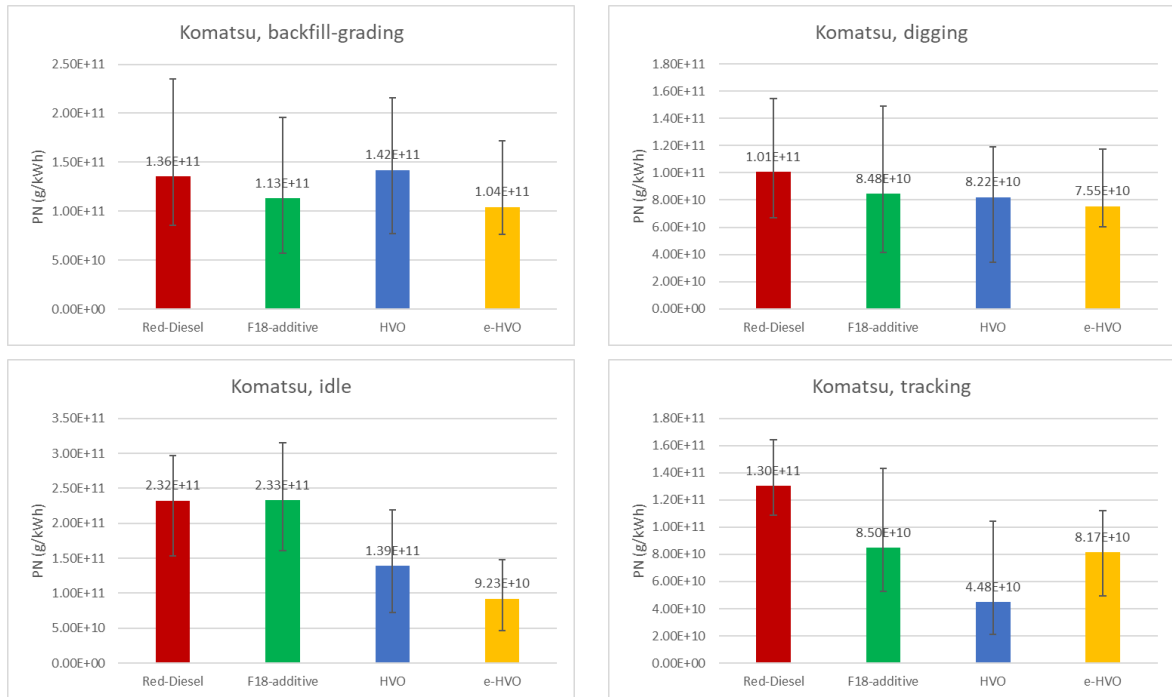 Komatsu, backfill-grading
PN (g/kWh)
2.50E+11
2.00E+11
1.50E+11
1.00E+11
5.00E+10
0.00E+00
1.36E+11
1.13E+11
1.42E+11
1.04E+11
Red-Diesel F18-additive HVO e-HVO
Komatsu, digging
PN (g/kWh)
1.80E+11
1.60E+11
1.40E+11
1.20E+11
1.00E+11
8.00E+10
6.00E+10
4.00E+10
2.00E+10
0.00E+00
1.01E+11
8.48E+10
8.22E+10
7.55E+10
Red-Diesel F18-additive HVO e-HVO
Komatsu, idle
PN (g/kWh)
3.50E+11
3.00E+11
2.50E+11
2.00E+11
1.50E+11
1.00E+11
5.00E+10
0.00E+00
2.32E+11
2.33E+11
1.39E+11
9.23E+10
Red-Diesel F18-additive HVO e-HVO
Komatsu, tracking
PN (g/kWh)
1.80E+11
1.60E+11
1.40E+11
1.20E+11
1.00E+11
8.00E+10
6.00E+10
4.00E+10
2.00E+10
0.00E+00
1.30E+11
8.50E+10
4.48E+10
8.17E+10
Red-Diesel F18-additive HVO e-HVO